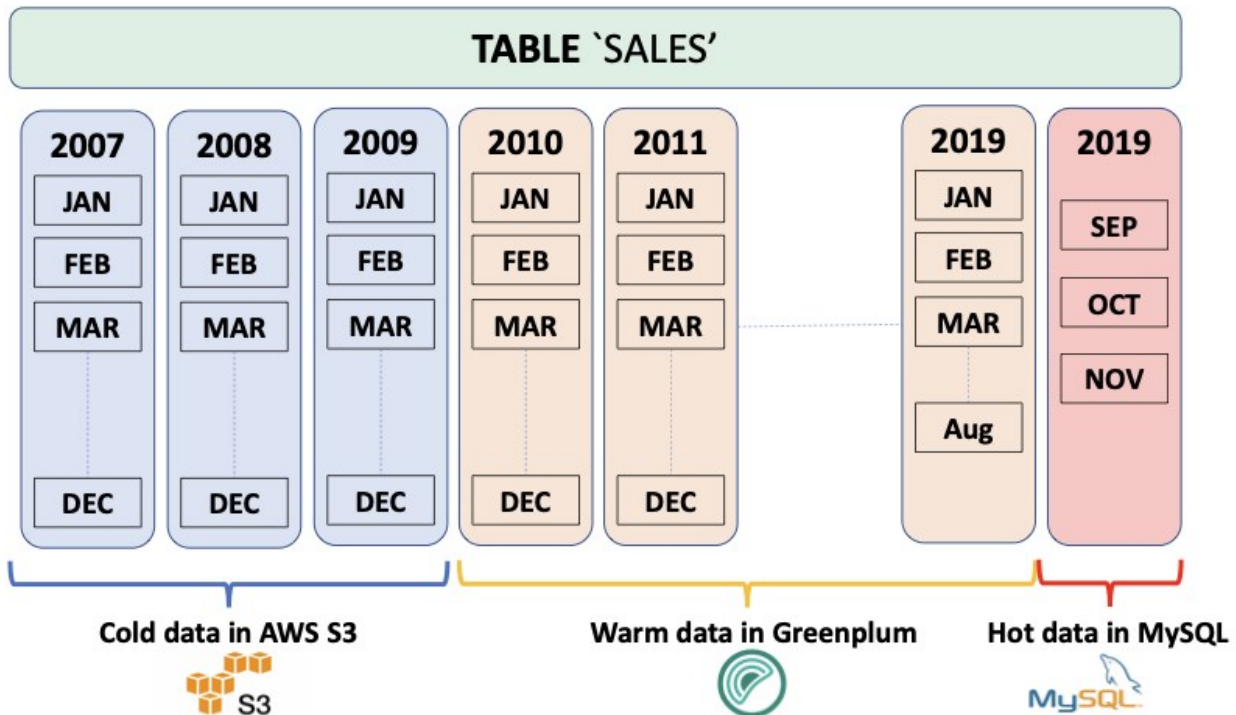 TABLE `SALES’
2007
JAN
FEB
MAR
DEC
2008
JAN
FEB
MAR
DEC
2009
JAN
FEB
MAR
DEC
2010
JAN
FEB
MAR
DEC
2011
JAN
FEB
MAR
DEC
2019
JAN
FEB
MAR
Aug
2019
SEP
OCT
NOV
Cold data in AWS S3
S3
Warm data in Greenplum
Hot data in MySQL
MySQL